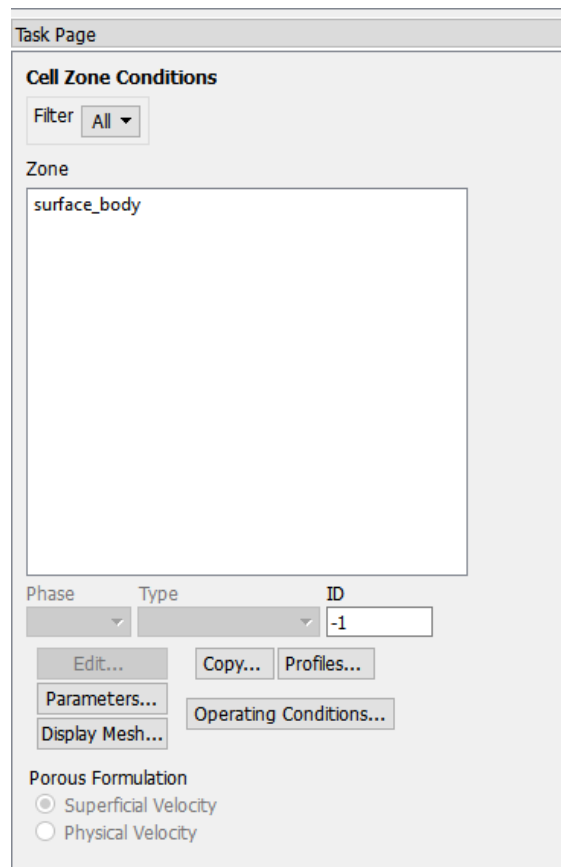 Task Page
Cell Zone Conditions
Filter All
Zone
surface_body
Phase Type ID
-1
Edit... Copy... Profiles...
Parameters... Operating Conditions...
Display Mesh...
Porous Formulation
Superficial Velocity
Physical Velocity